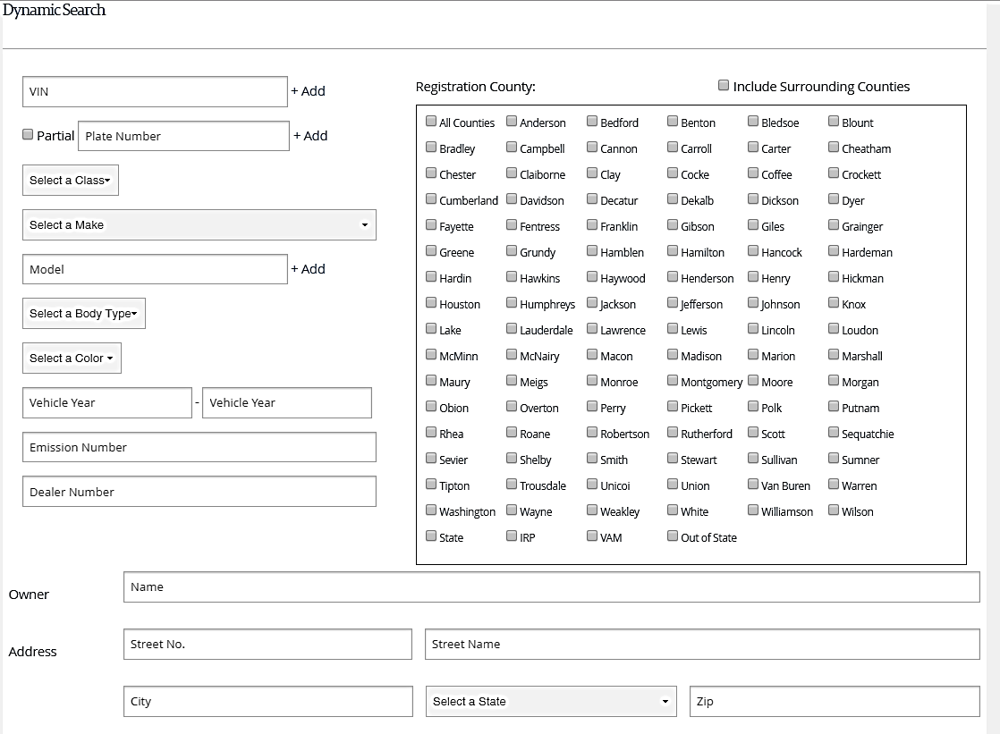 Dynamic Search
VIN + Add
Partial Plate Number + Add
Select a Class
Select a Make
Model + Add
Select a Body Type
Select a Color
Vehicle Year - Vehicle Year
Emission Number
Dealer Number
Registration County: Include Surrounding Counties
All Counties Anderson Bedford Benton Bledsoe Blount
Bradley Campbell Cannon Carroll Carter Cheatham
Chester Claiborne Clay Cocke Coffee Crockett
Cumberland Davidson Decatur Dekalb Dickson Dyer
Fayette Fentress Franklin Gibson Giles Grainger
Greene Grundy Hamblen Hamilton Hancock Hardeman
Hardin Hawkins Haywood Henderson Henry Hickman
Houston Humphreys Jackson Jefferson Johnson Knox
Lake Lauderdale Lawrence Lewis Lincoln Loudon
McMinn McNairy Macon Madison Marion Marshall
Maury Meigs Monroe Montgomery Moore Morgan
Obion Overton Perry Pickett Polk Putnam
Rhea Roane Robertson Rutherford Scott Sequatchie
Sevier Shelby Smith Stewart Sullivan Sumner
Tipton Trousdale Unicoi Union Van Buren Warren
Washington Wayne Weakley White Williamson Wilson
State IRP VAM Out of State
Owner Name
Address Street No. Street Name
City Select a State Zip